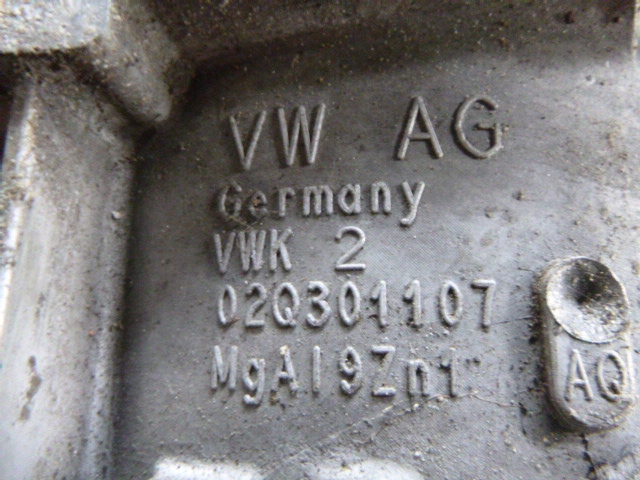 VW AG
Germany
VWK 2
02Q301107
MgAl9Zn1
AQ